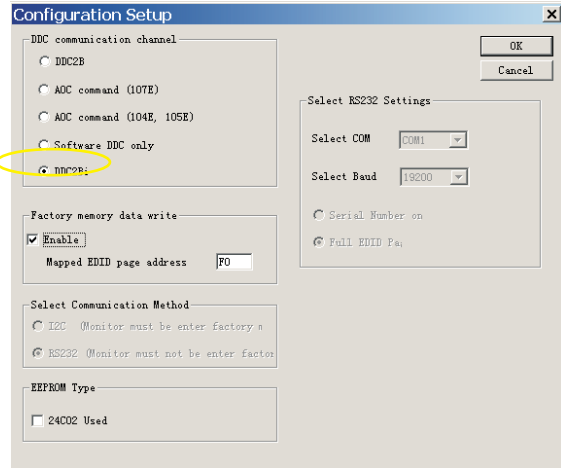 Configuration Setup
DDC communication channel
DDC2B
AOC command (107E)
AOC command (104E, 105E)
Software DDC only
DDC2Bi
Factory memory data write
Enable
Mapped EDID page address F0
Select Communication Method
I2C (Monitor must be enter factory m
RS232 (Monitor must not be enter factor
EEPROM Type
24C02 Used
OK
Cancel
Select RS232 Settings
Select COM COM1
Select Baud 19200
Serial Number on
Full EDID Pa